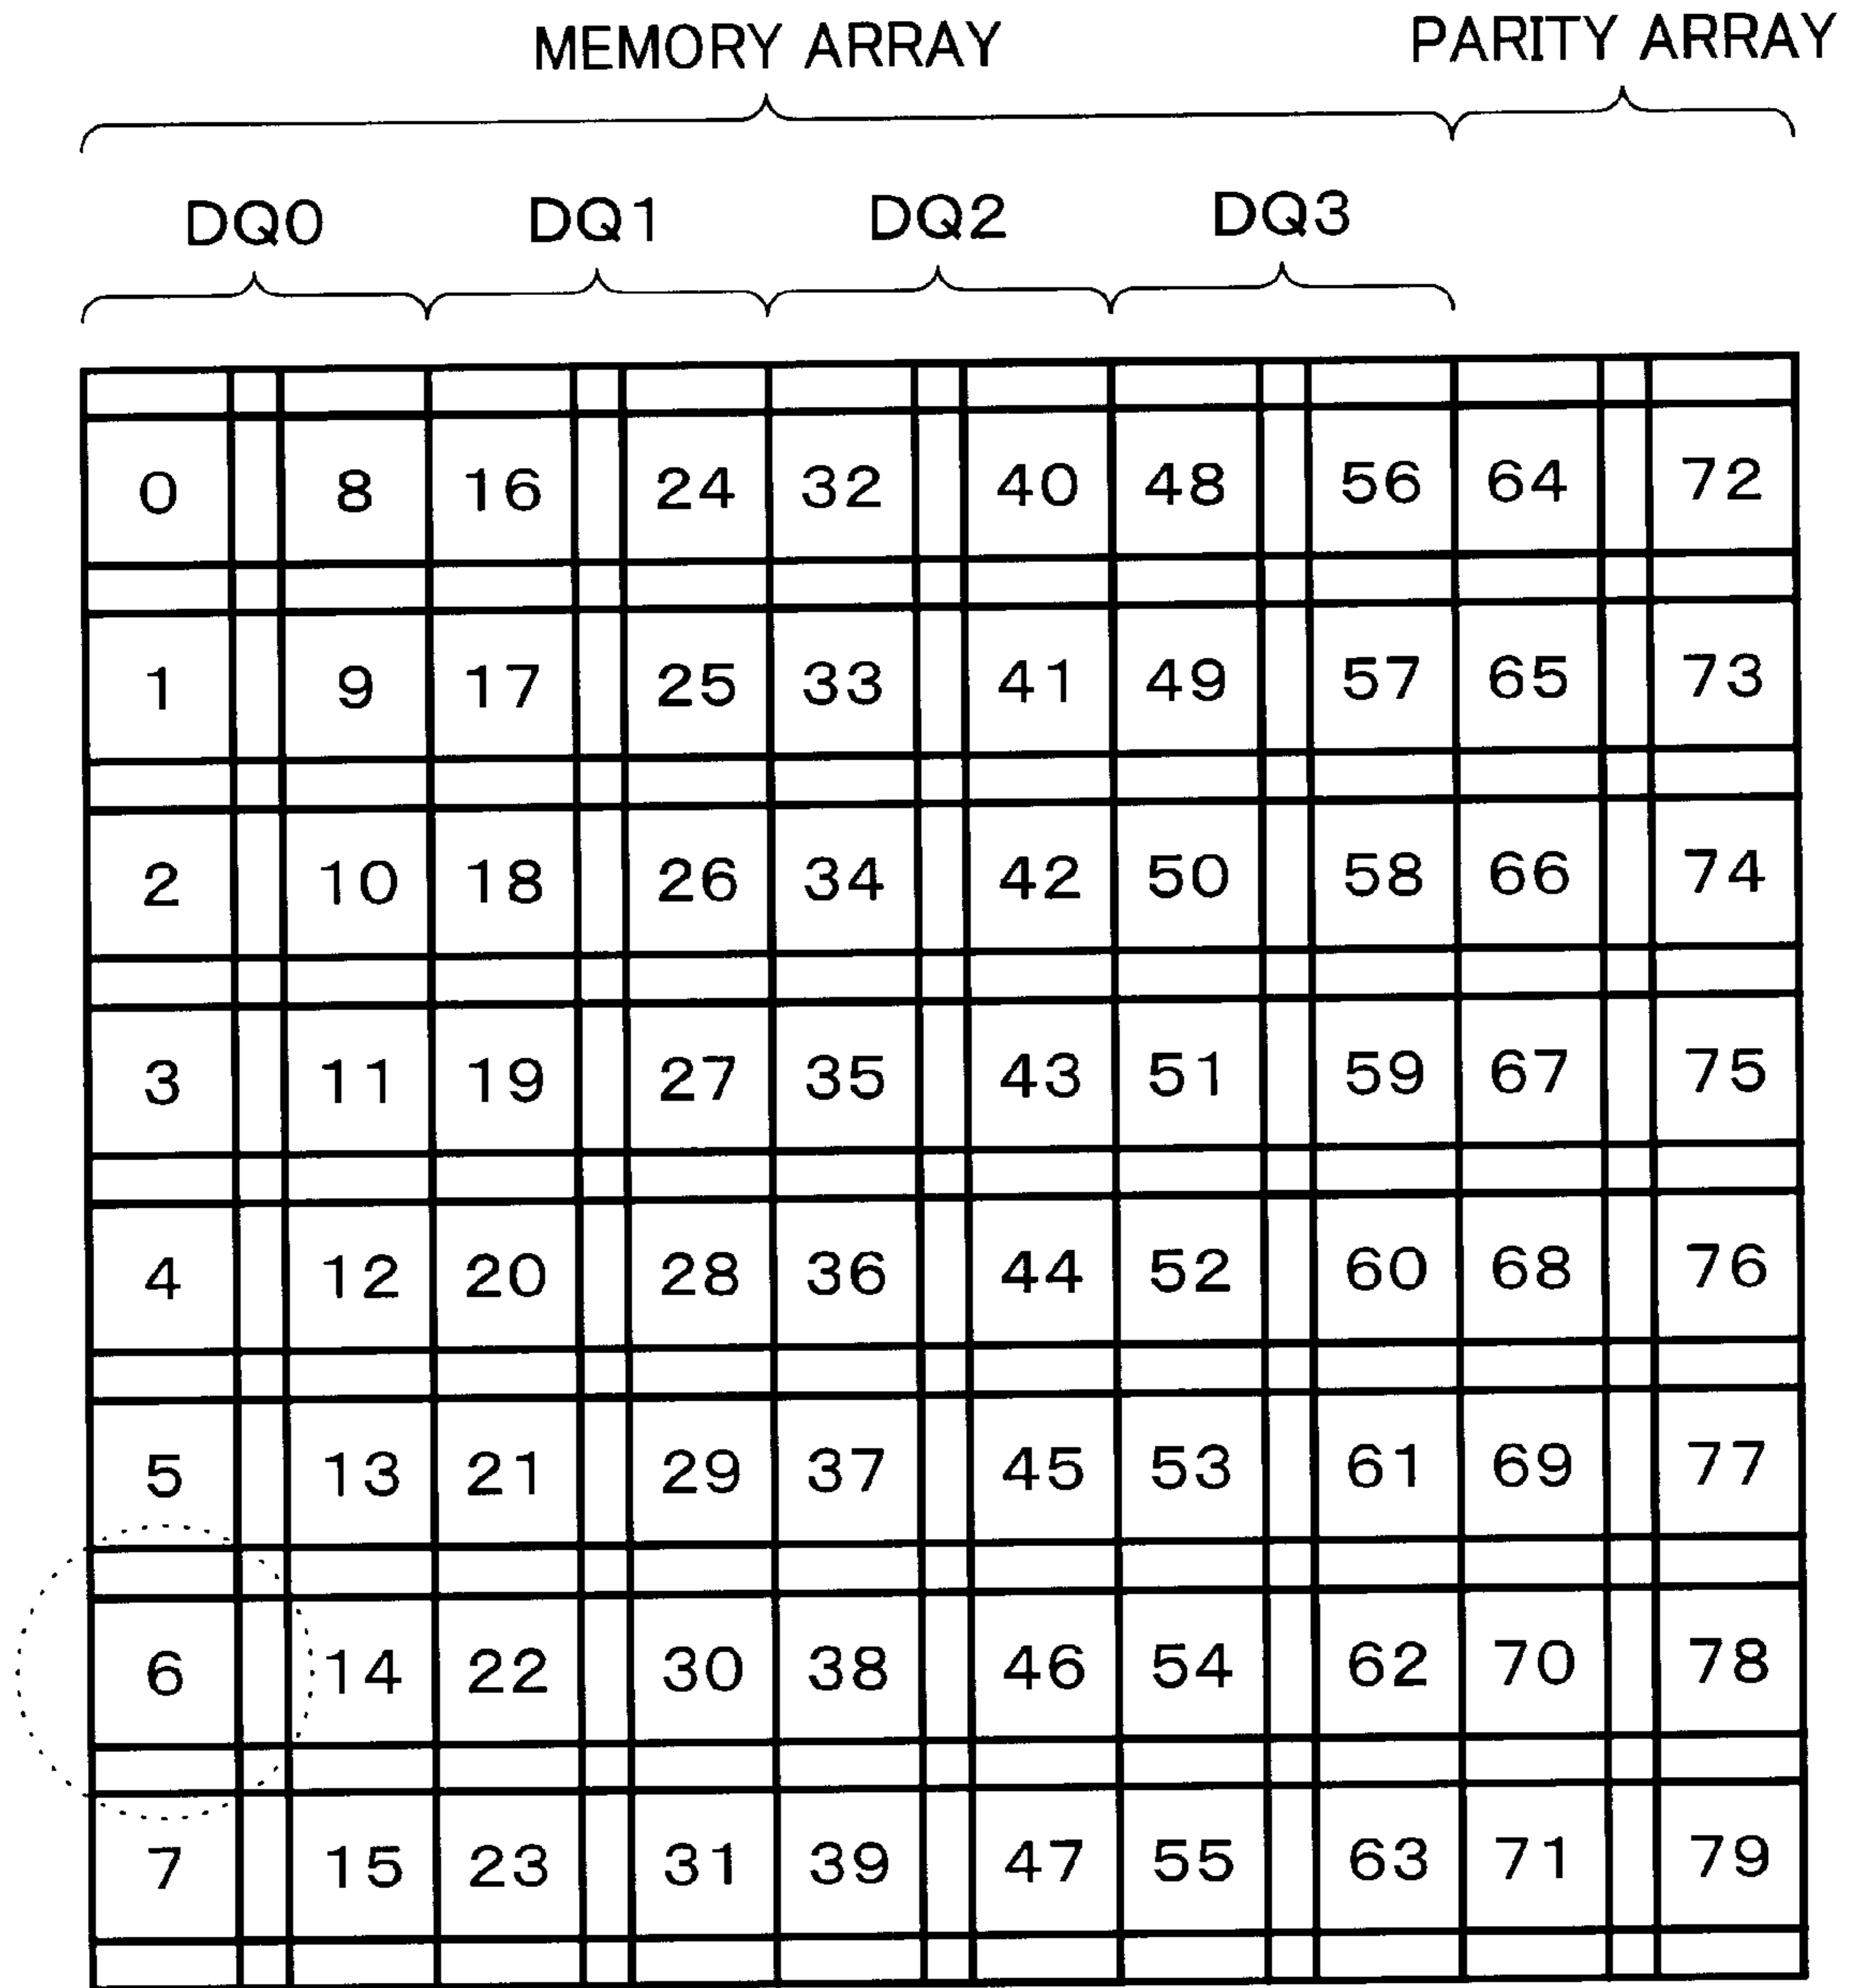 MEMORY ARRAY PARITY ARRAY
DQ0 DQ1 DQ2 DQ3
0 8 16 24 32 40 48 56 64 72
1 9 17 25 33 41 49 57 65 73
2 10 18 26 34 42 50 58 66 74
3 11 19 27 35 43 51 59 67 75
4 12 20 28 36 44 52 60 68 76
5 13 21 29 37 45 53 61 69 77
6 14 22 30 38 46 54 62 70 78
7 15 23 31 39 47 55 63 71 79